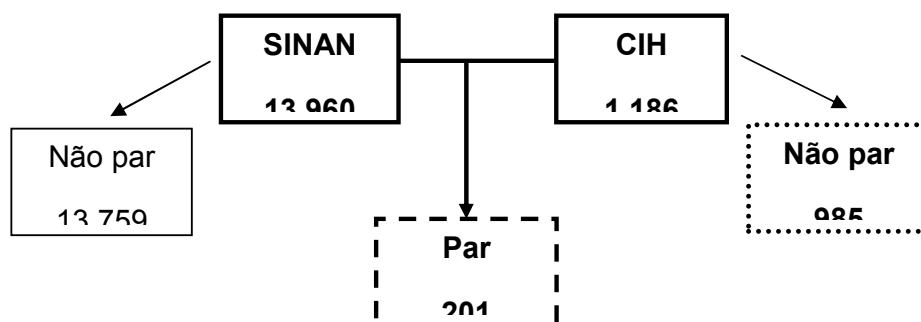 SINAN
13.960
CIH
1.186
Não par
13.759
Não par
985
Par
201